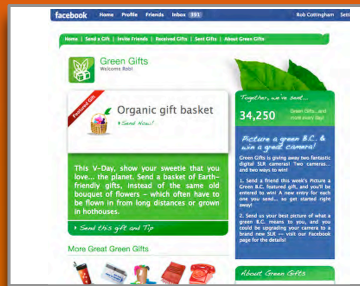 facebook Home Profile Friends Inbox 391 Rob Cottingham
Home | Send a Gift | Invite Friends | Received Gifts | Sent Gifts | About Green Gifts
Green Gifts
Welcome Rob!
Featured Gift
Organic gift basket
Send Now!
This V-Day, show your sweetie that you
love... the planet. Send a basket of Earth-
friendly gifts, instead of the same old
bouquet of flowers – which often have to
be flown in from long distances or grown
in hothouses.
Send this gift and Tip
More Great Green Gifts
Together, we've sent...
34,250 Green Gifts...and
more every day!
Picture a green B.C. &
win a great camera!
Green Gifts is giving away two fantastic
digital SLR cameras! Two cameras...
and two ways to win!
1. Send a friend this week's Picture a
Green B.C. featured gift, and you'll be
entered to win! A new entry for each
one you send... so get started right
away!
2. Send us your best picture of what a
green B.C. means to you, and you
could be upgrading your camera to a
brand new SLR -- visit our Facebook
page for the details!
About Green Gifts